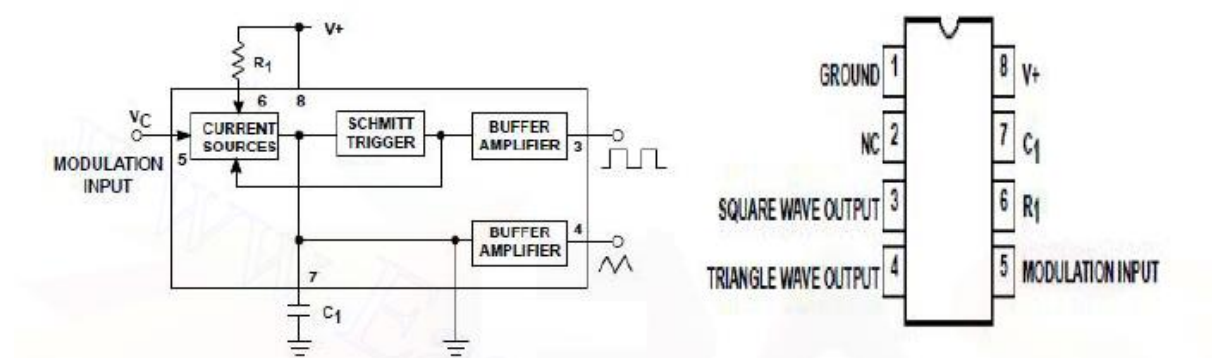 V+
R1
6 8
VC
CURRENT
SOURCES
SCHMITT
TRIGGER
BUFFER
AMPLIFIER
3
5
MODULATION
INPUT
BUFFER
AMPLIFIER
4
7
C1
GROUND 1
8 V+
NC 2
7 C1
SQUARE WAVE OUTPUT 3
6 R1
TRIANGLE WAVE OUTPUT 4
5 MODULATION INPUT